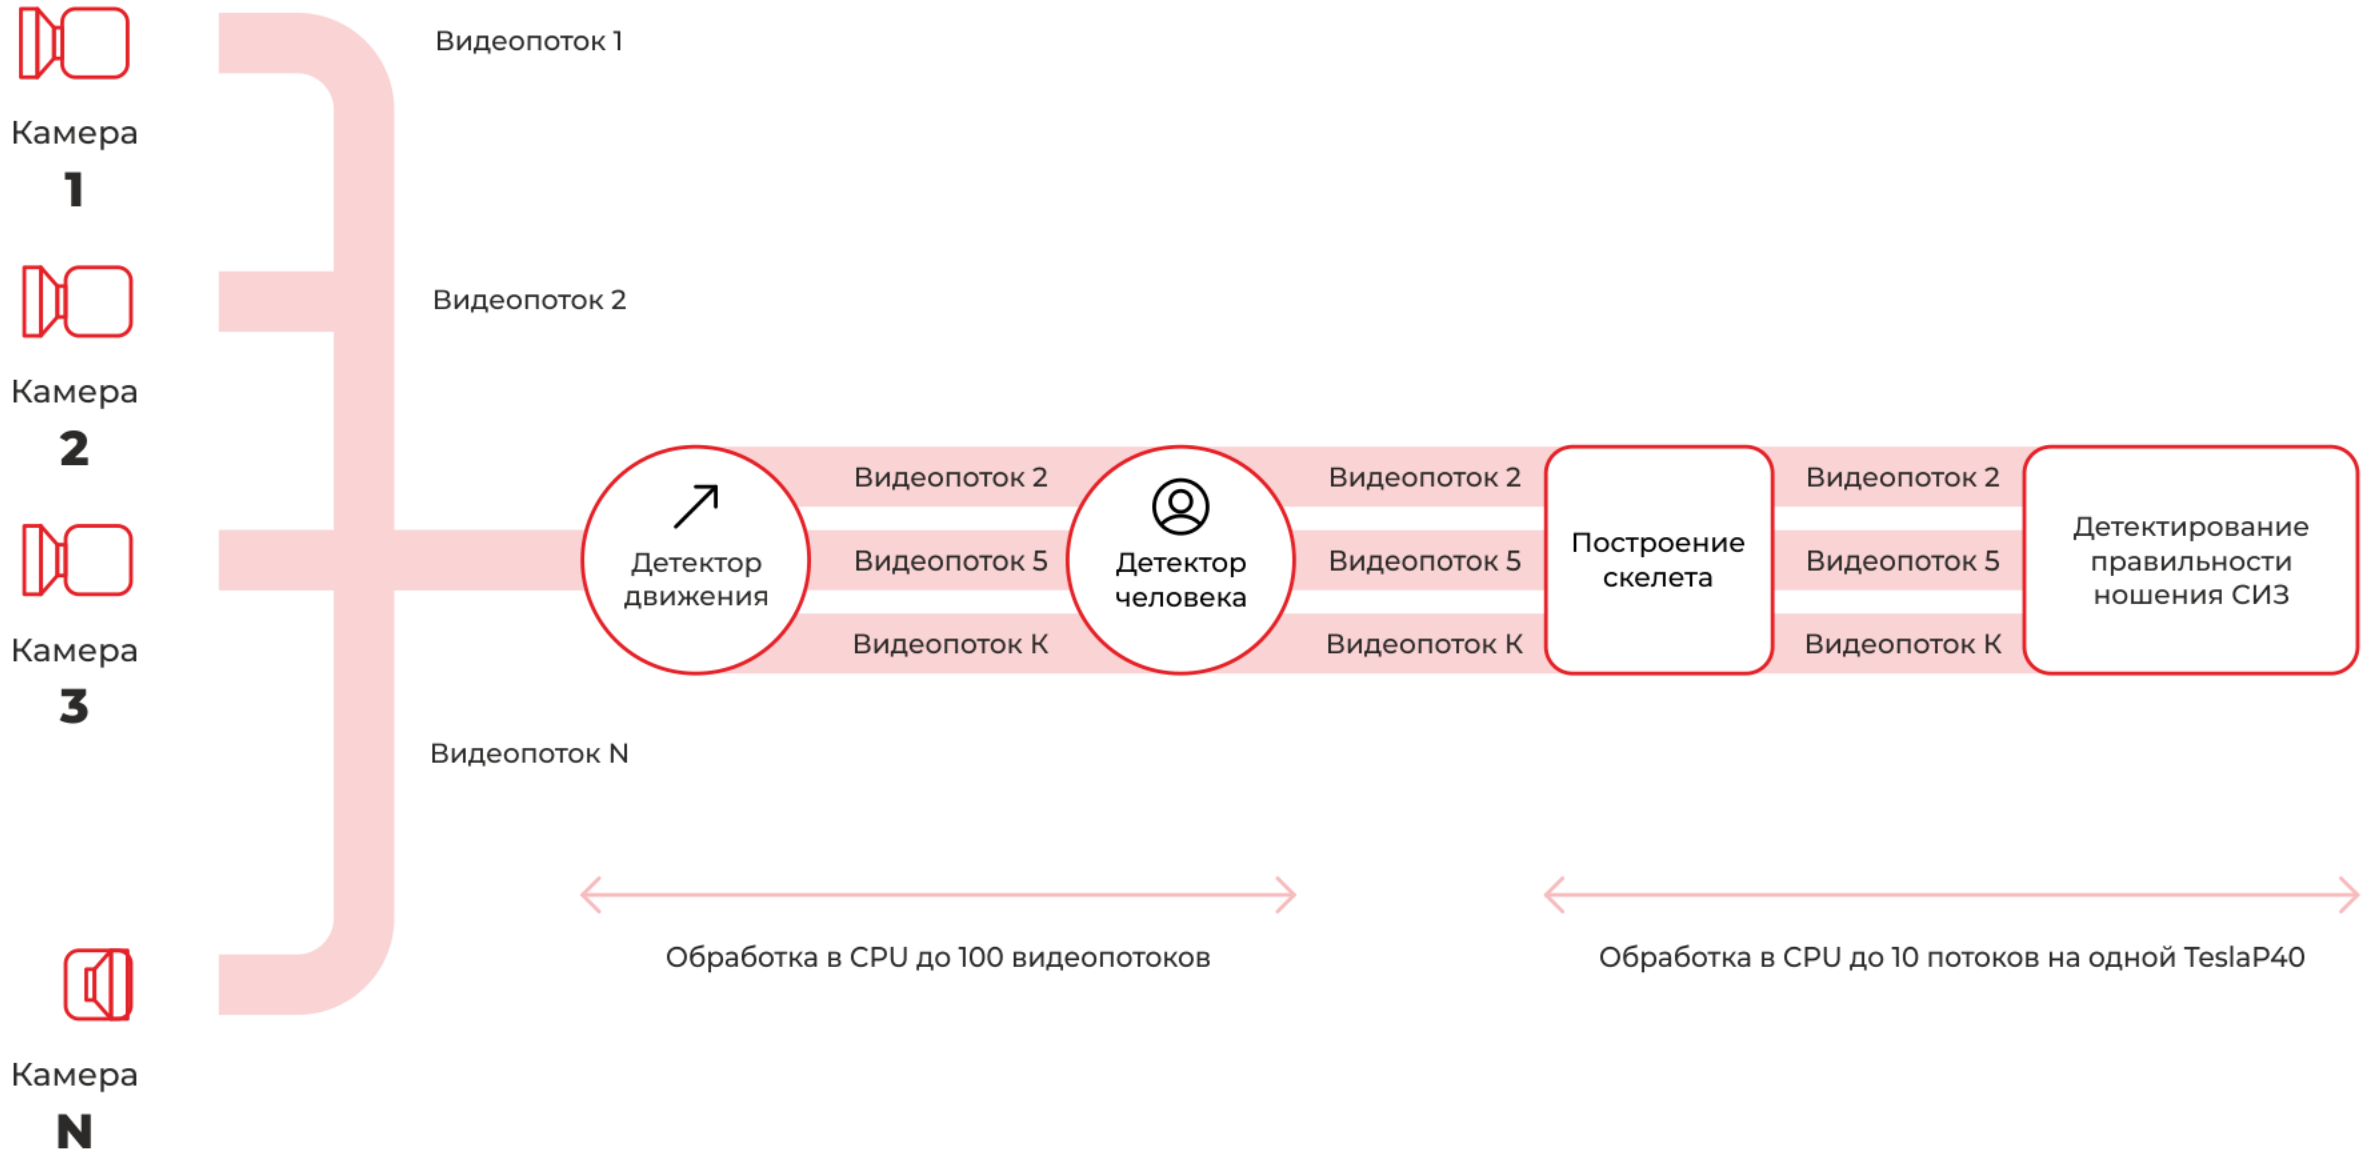 Камера
1
Видеопоток 1
Камера
2
Видеопоток 2
Камера
3
Видеопоток N
Камера
N
Детектор
движения
Видеопоток 2
Видеопоток 5
Видеопоток К
Детектор
человека
Видеопоток 2
Видеопоток 5
Видеопоток К
Построение
скелета
Видеопоток 2
Видеопоток 5
Видеопоток К
Детектирование
правильности
ношения СИЗ
Обработка в CPU до 100 видеопотоков
Обработка в CPU до 10 потоков на одной TeslaP40